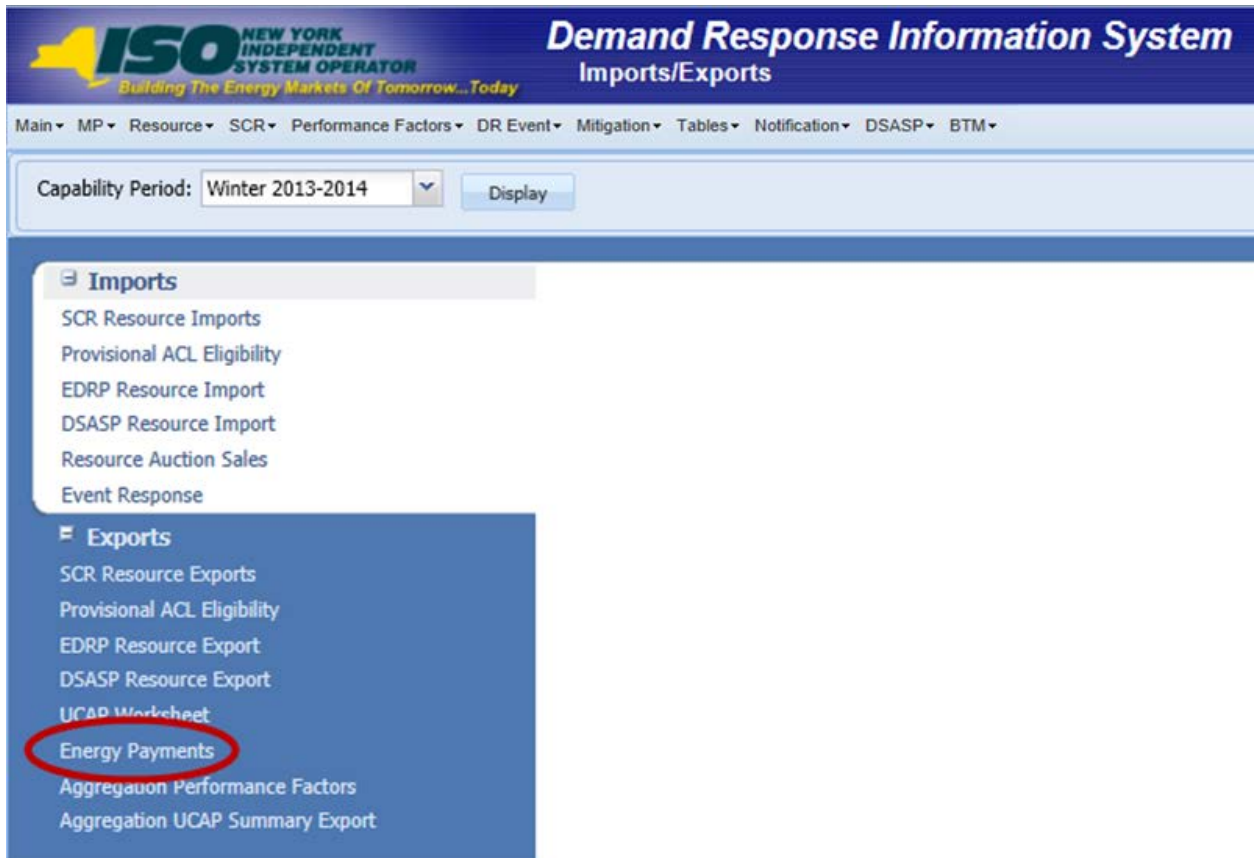 ISO NEW YORK
INDEPENDENT
SYSTEM OPERATOR
Building The Energy Markets Of Tomorrow...Today
Demand Response Information System
Imports/Exports
Main MP Resource SCR Performance Factors DR Event Mitigation Tables Notification DSASP BTM
Capability Period: Winter 2013-2014 Display
Imports
SCR Resource Imports
Provisional ACL Eligibility
EDRP Resource Import
DSASP Resource Import
Resource Auction Sales
Event Response
Exports
SCR Resource Exports
Provisional ACL Eligibility
EDRP Resource Export
DSASP Resource Export
UCAP Worksheet
Energy Payments
Aggregation Performance Factors
Aggregation UCAP Summary Export